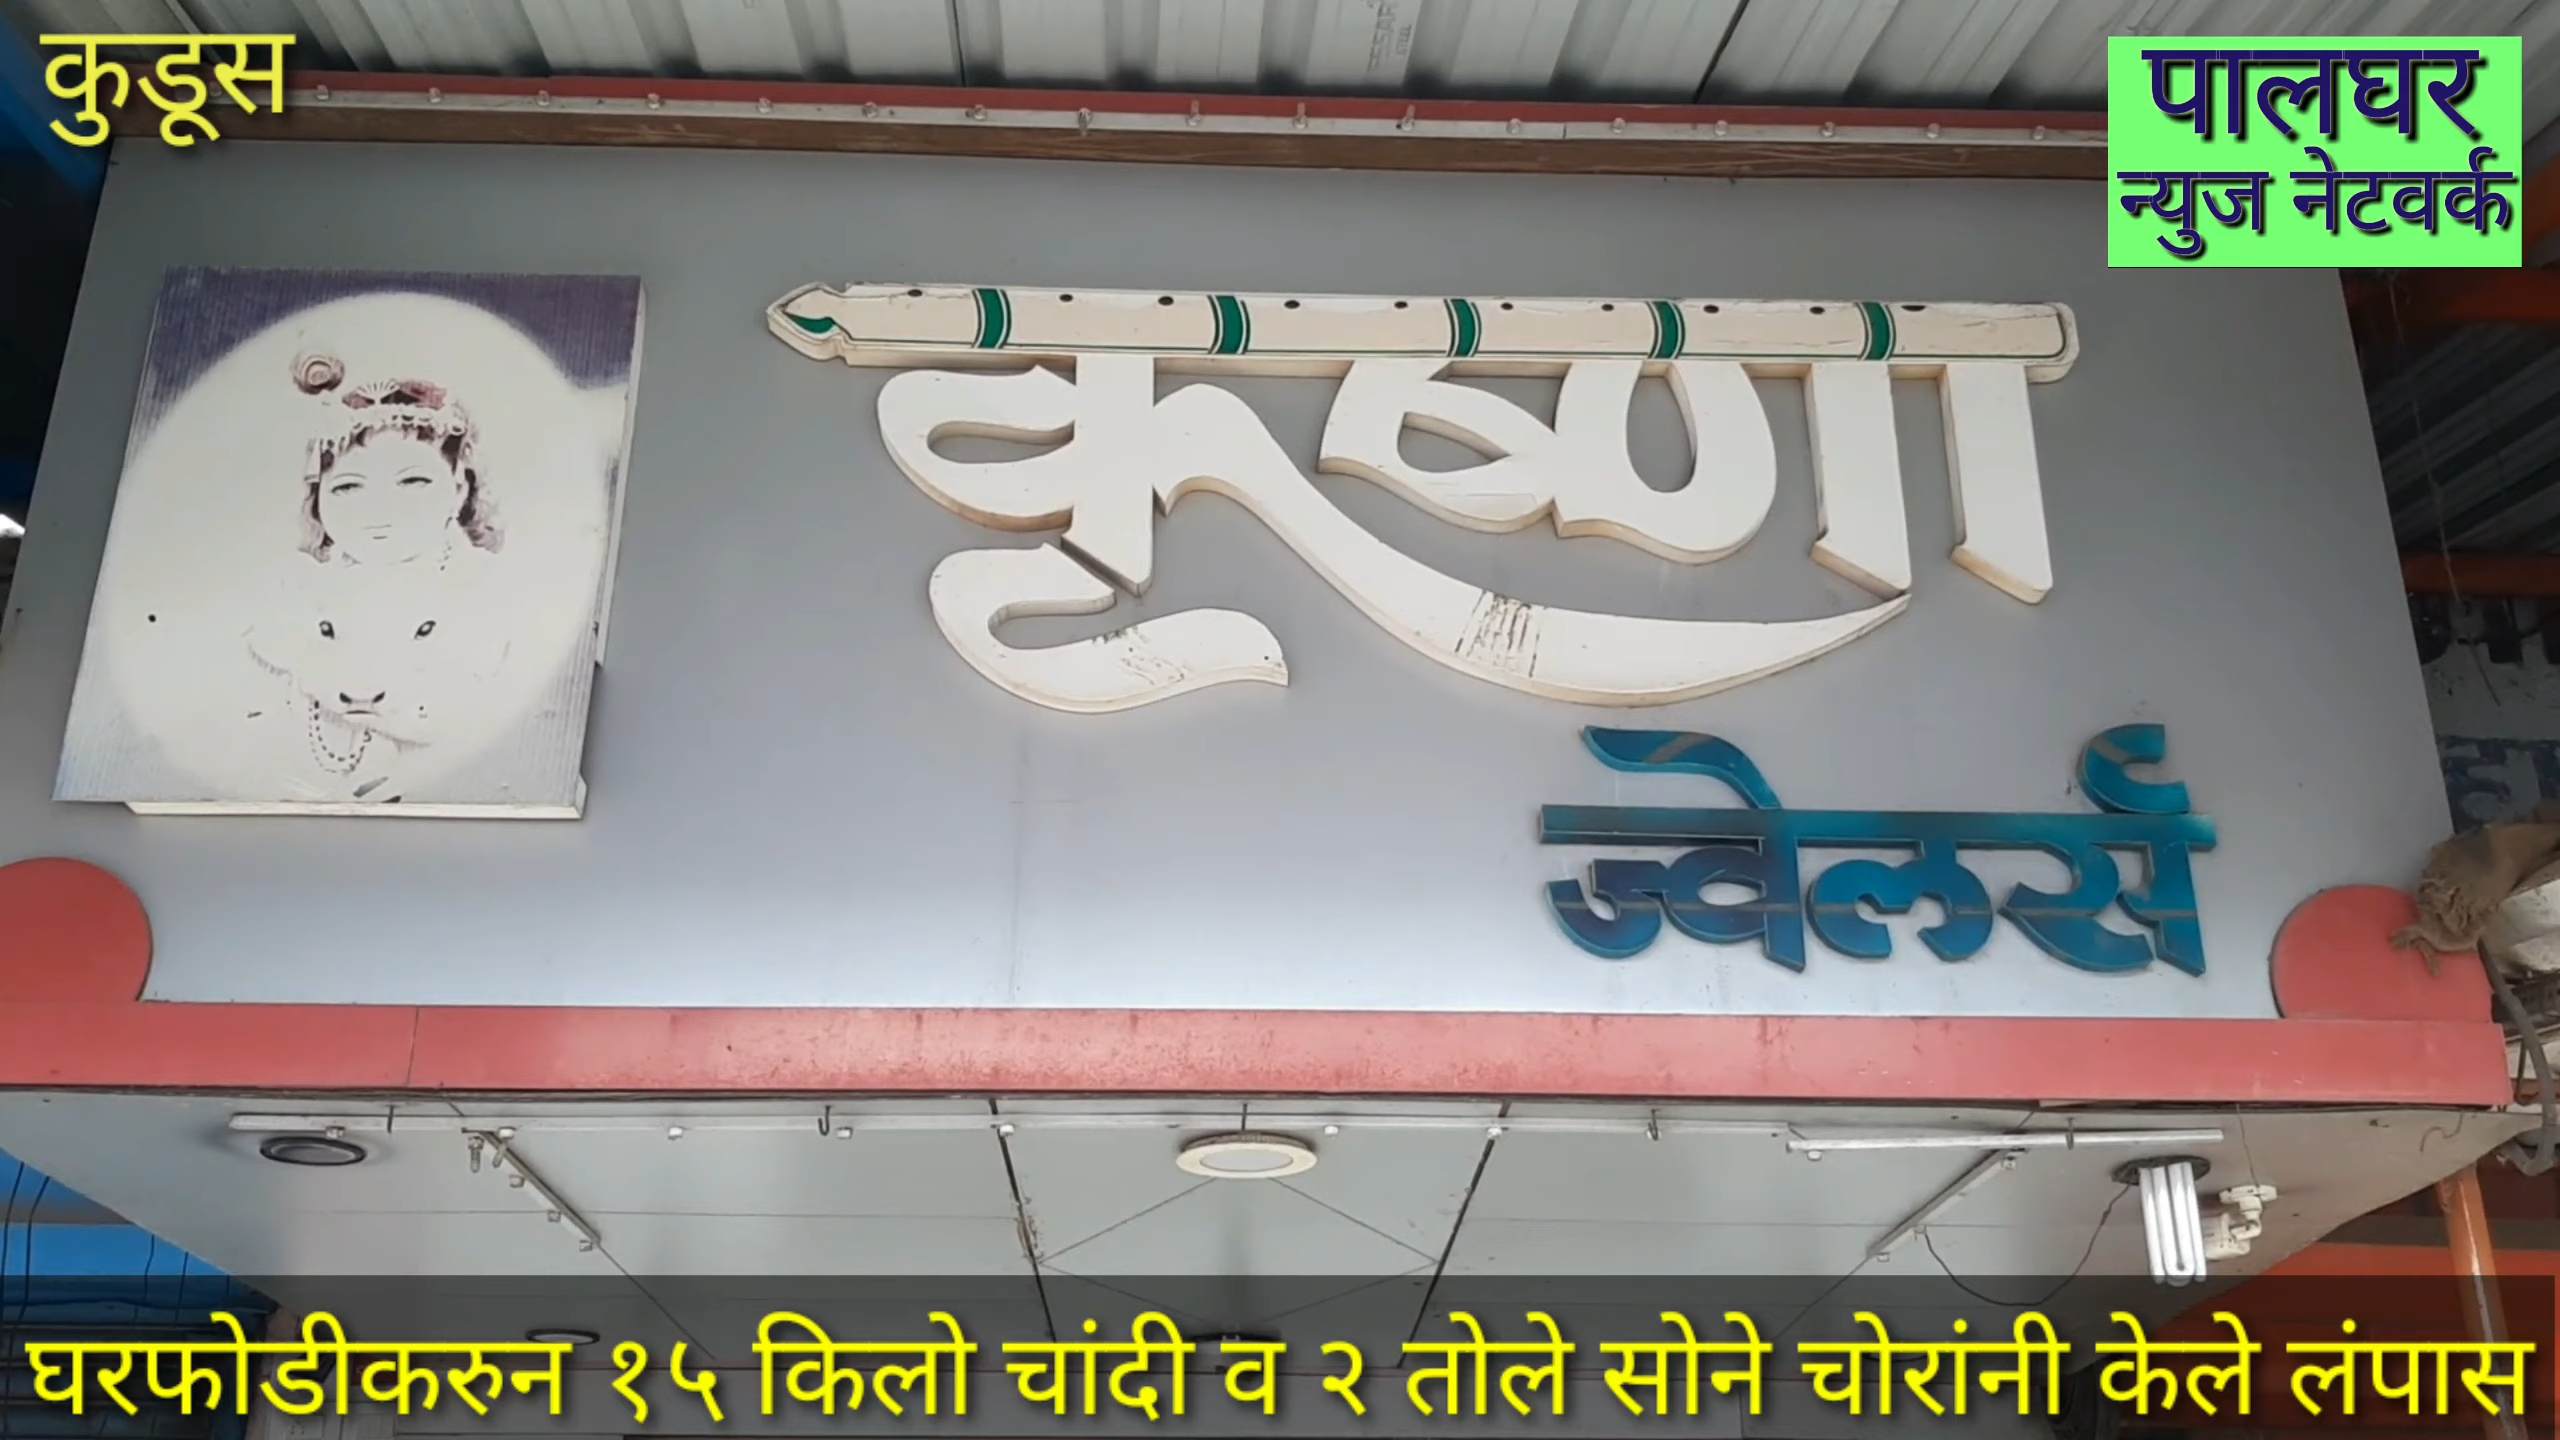 कुडूस
पालघर
न्युज नेटवर्क
कृष्णा
ज्वेलर्स
घरफोडीकरुन १५ किलो चांदी व २ तोले सोने चोरांनी केले लंपास